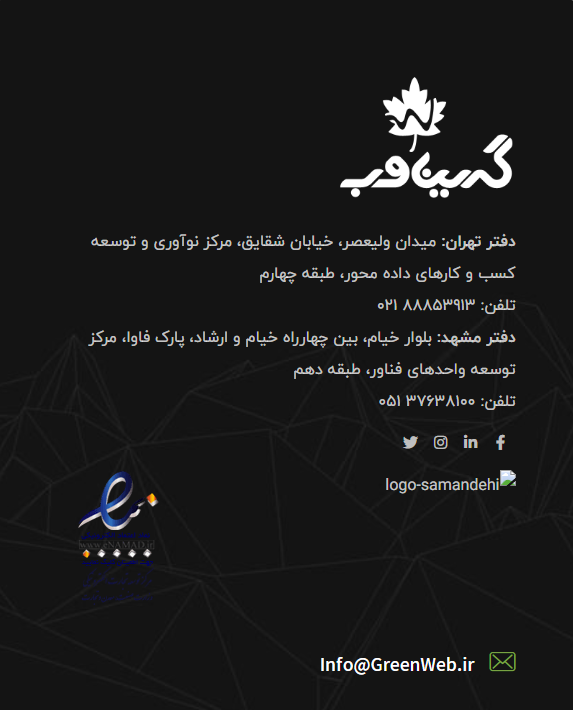 گرین‌وب
دفتر تهران: میدان ولیعصر، خیابان شقایق، مرکز نوآوری و توسعه
کسب و کارهای داده محور، طبقه چهارم
تلفن: ۸۸۸۵۳۹۱۳ ۰۲۱
دفتر مشهد: بلوار خیام، بین چهارراه خیام و ارشاد، پارک فاوا، مرکز
توسعه واحدهای فناور، طبقه دهم
تلفن: ۳۷۶۳۸۱۰۰ ۰۵۱
logo-samandehi
www.eNAMAD.ir
Info@GreenWeb.ir